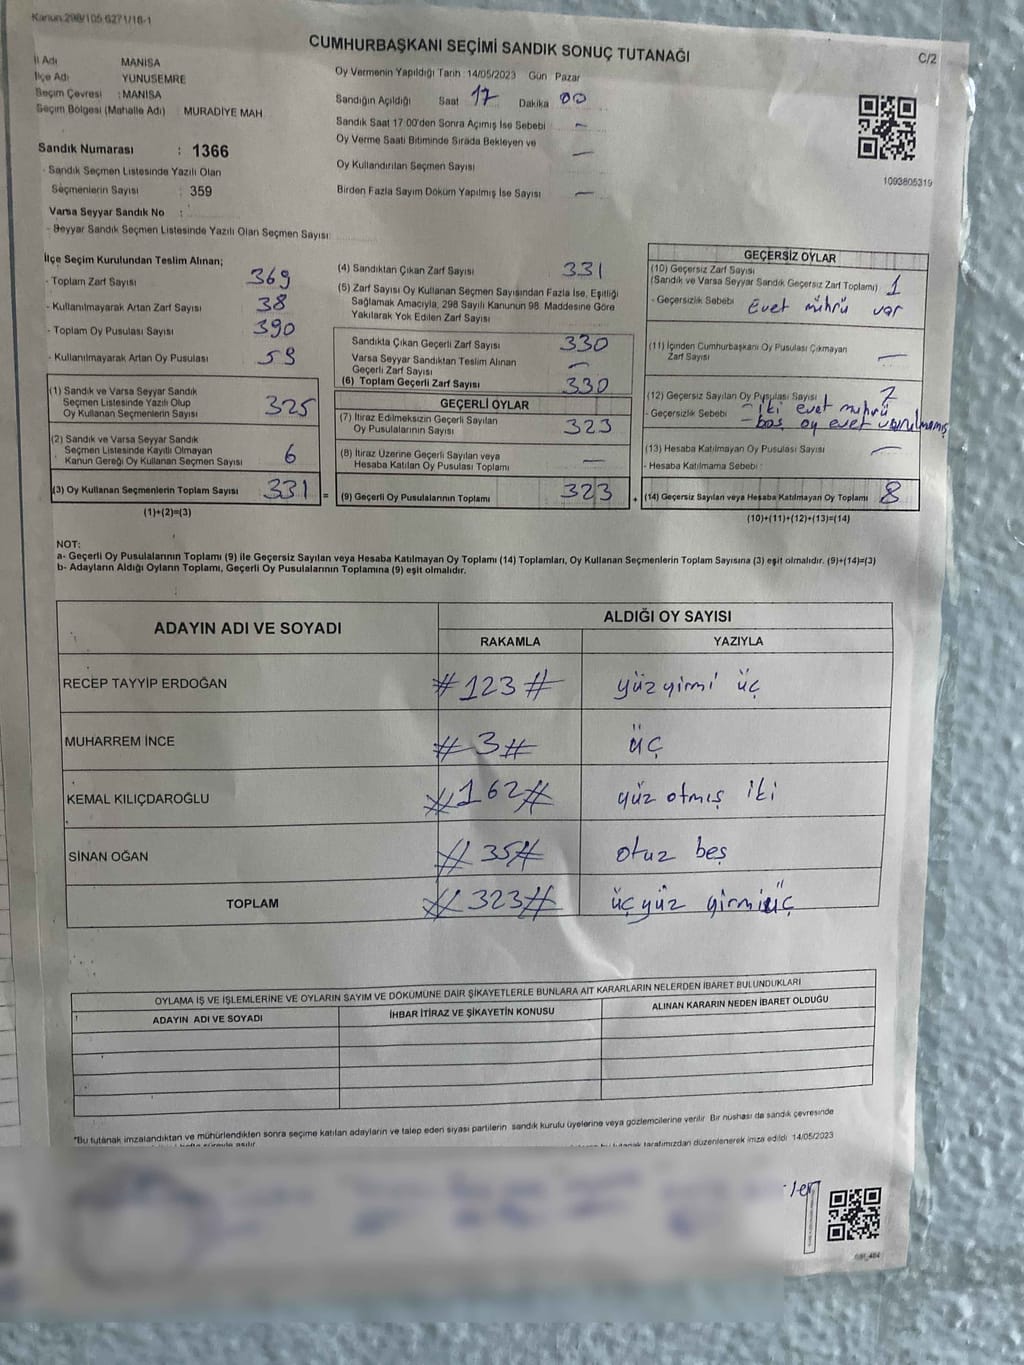 Kanun:298/105 6271/18-1
CUMHURBAŞKANI SEÇİMİ SANDIK SONUÇ TUTANAĞI
C/2
İl Adı MANİSA
İlçe Adı YUNUSEMRE
Seçim Çevresi : MANİSA
Seçim Bölgesi (Mahalle Adı) : MURADİYE MAH.
Sandık Numarası : 1366
- Sandık Seçmen Listesinde Yazılı Olan
Seçmenlerin Sayısı : 359
Varsa Seyyar Sandık No :
- Seyyar Sandık Seçmen Listesinde Yazılı Olan Seçmen Sayısı:
Oy Vermenin Yapıldığı Tarih : 14/05/2023 Gün Pazar
Sandığın Açıldığı Saat 17 Dakika 00
Sandık Saat 17:00'den Sonra Açımış İse Sebebi : —
Oy Verme Saati Bitiminde Sırada Bekleyen ve
Oy Kullandırılan Seçmen Sayısı —
Birden Fazla Sayım Döküm Yapılmış İse Sayısı —
1093805319
İlçe Seçim Kurulundan Teslim Alınan;
- Toplam Zarf Sayısı 369
- Kullanılmayarak Artan Zarf Sayısı 38
- Toplam Oy Pusulası Sayısı 390
- Kullanılmayarak Artan Oy Pusulası 59
(1) Sandık ve Varsa Seyyar Sandık
Seçmen Listesinde Yazılı Olup
Oy Kullanan Seçmenlerin Sayısı 325
(2) Sandık ve Varsa Seyyar Sandık
Seçmen Listesinde Kayıtlı Olmayan
Kanun Gereği Oy Kullanan Seçmen Sayısı 6
(3) Oy Kullanan Seçmenlerin Toplam Sayısı 331 =
(1)+(2)=(3)
(4) Sandıktan Çıkan Zarf Sayısı 331
(5) Zarf Sayısı Oy Kullanan Seçmen Sayısından Fazla İse, Eşitliği
Sağlamak Amacıyla, 298 Sayılı Kanunun 98. Maddesine Göre
Yakılarak Yok Edilen Zarf Sayısı
Sandıkta Çıkan Geçerli Zarf Sayısı 330
Varsa Seyyar Sandıktan Teslim Alınan
Geçerli Zarf Sayısı —
(6) Toplam Geçerli Zarf Sayısı 330
GEÇERLİ OYLAR
(7) İtiraz Edilmeksizin Geçerli Sayılan
Oy Pusulalarının Sayısı 323
(8) İtiraz Üzerine Geçerli Sayılan veya
Hesaba Katılan Oy Pusulası Toplamı —
(9) Geçerli Oy Pusulalarının Toplamı 323 +
GEÇERSİZ OYLAR
(10) Geçersiz Zarf Sayısı
(Sandık ve Varsa Seyyar Sandık Geçersiz Zarf Toplamı) 1
- Geçersizlik Sebebi Evet mührü var
(11) İçinden Cumhurbaşkanı Oy Pusulası Çıkmayan
Zarf Sayısı —
(12) Geçersiz Sayılan Oy Pusulası Sayısı 7
- Geçersizlik Sebebi - iki evet mührü
- boş oy evet vurulmamış
(13) Hesaba Katılmayan Oy Pusulası Sayısı —
- Hesaba Katılmama Sebebi :
(14) Geçersiz Sayılan veya Hesaba Katılmayan Oy Toplamı 8
(10)+(11)+(12)+(13)=(14)
NOT:
a- Geçerli Oy Pusulalarının Toplamı (9) ile Geçersiz Sayılan veya Hesaba Katılmayan Oy Toplamı (14) Toplamları, Oy Kullanan Seçmenlerin Toplam Sayısına (3) eşit olmalıdır. (9)+(14)=(3)
b- Adayların Aldığı Oyların Toplamı, Geçerli Oy Pusulalarının Toplamına (9) eşit olmalıdır.
ADAYIN ADI VE SOYADI
ALDIĞI OY SAYISI
RAKAMLA YAZIYLA
RECEP TAYYİP ERDOĞAN #123# yüz yirmi üç
MUHARREM İNCE #3# üç
KEMAL KILIÇDAROĞLU #162# yüz otmış iki
SİNAN OĞAN #35# otuz beş
TOPLAM #323# üç yüz yirmi üç
OYLAMA İŞ VE İŞLEMLERİNE VE OYLARIN SAYIM VE DÖKÜMÜNE DAİR ŞİKAYETLERLE BUNLARA AİT KARARLARIN NELERDEN İBARET BULUNDUKLARI
ADAYIN ADI VE SOYADI
İHBAR İTİRAZ VE ŞİKAYETİN KONUSU
ALINAN KARARIN NEDEN İBARET OLDUĞU
*Bu tutanak imzalandıktan ve mühürlendikten sonra seçime katılan adayların ve talep eden siyasi partilerin sandık kurulu üyelerine veya gözlemcilerine verilir. Bir nüshası da sandık çevresinde
tutanak tarafımızdan düzenlenerek imza edildi. 14/05/2023